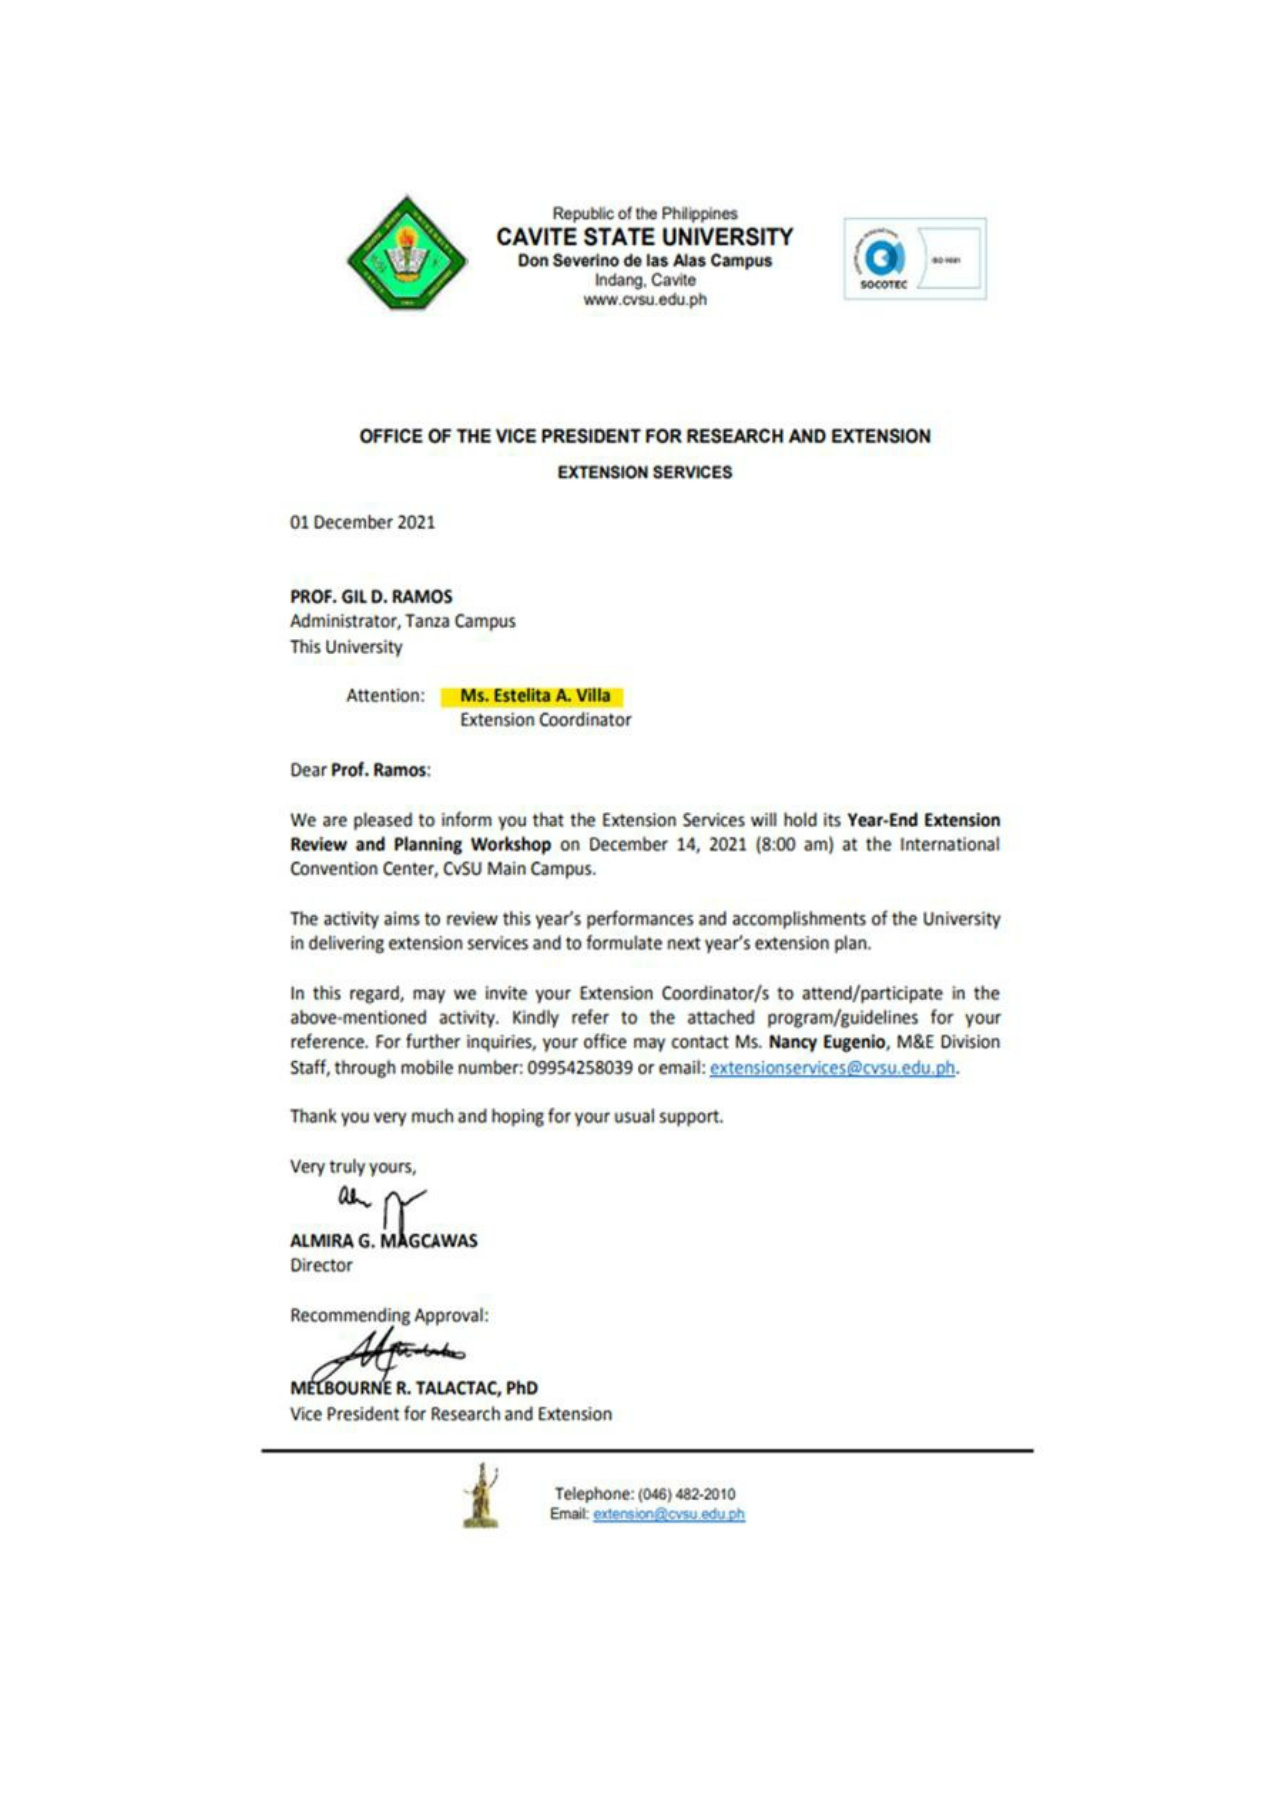 Republic of the Philippines
CAVITE STATE UNIVERSITY
Don Severino de las Alas Campus
Indang, Cavite
www.cvsu.edu.ph
SOCOTEC
ISO 9001
OFFICE OF THE VICE PRESIDENT FOR RESEARCH AND EXTENSION
EXTENSION SERVICES
01 December 2021
PROF. GIL D. RAMOS
Administrator, Tanza Campus
This University
Attention: Ms. Estelita A. Villa
Extension Coordinator
Dear Prof. Ramos:
We are pleased to inform you that the Extension Services will hold its Year-End Extension
Review and Planning Workshop on December 14, 2021 (8:00 am) at the International
Convention Center, CvSU Main Campus.
The activity aims to review this year's performances and accomplishments of the University
in delivering extension services and to formulate next year's extension plan.
In this regard, may we invite your Extension Coordinator/s to attend/participate in the
above-mentioned activity. Kindly refer to the attached program/guidelines for your
reference. For further inquiries, your office may contact Ms. Nancy Eugenio, M&E Division
Staff, through mobile number: 09954258039 or email: extensionservices@cvsu.edu.ph.
Thank you very much and hoping for your usual support.
Very truly yours,
ALMIRA G. MAGCAWAS
Director
Recommending Approval:
MELBOURNE R. TALACTAC, PhD
Vice President for Research and Extension
Telephone: (046) 482-2010
Email: extension@cvsu.edu.ph